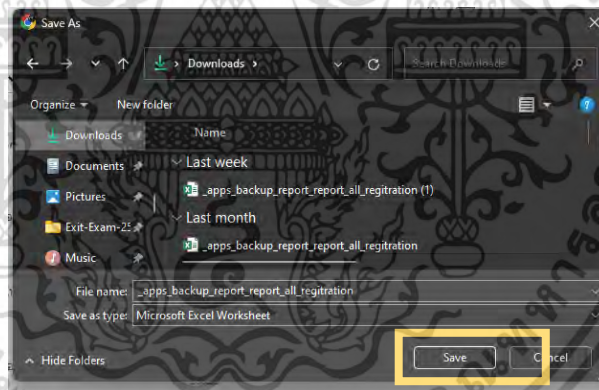 Save As
Downloads
Search Downloads
Organize New folder
Downloads Name
Documents Last week
_apps_backup_report_report_all_regitration (1)
Pictures
Last month
Exit-Exam-25
_apps_backup_report_report_all_regitration
Music
File name: _apps_backup_report_report_all_regitration
Save as type: Microsoft Excel Worksheet
Hide Folders Save Cancel